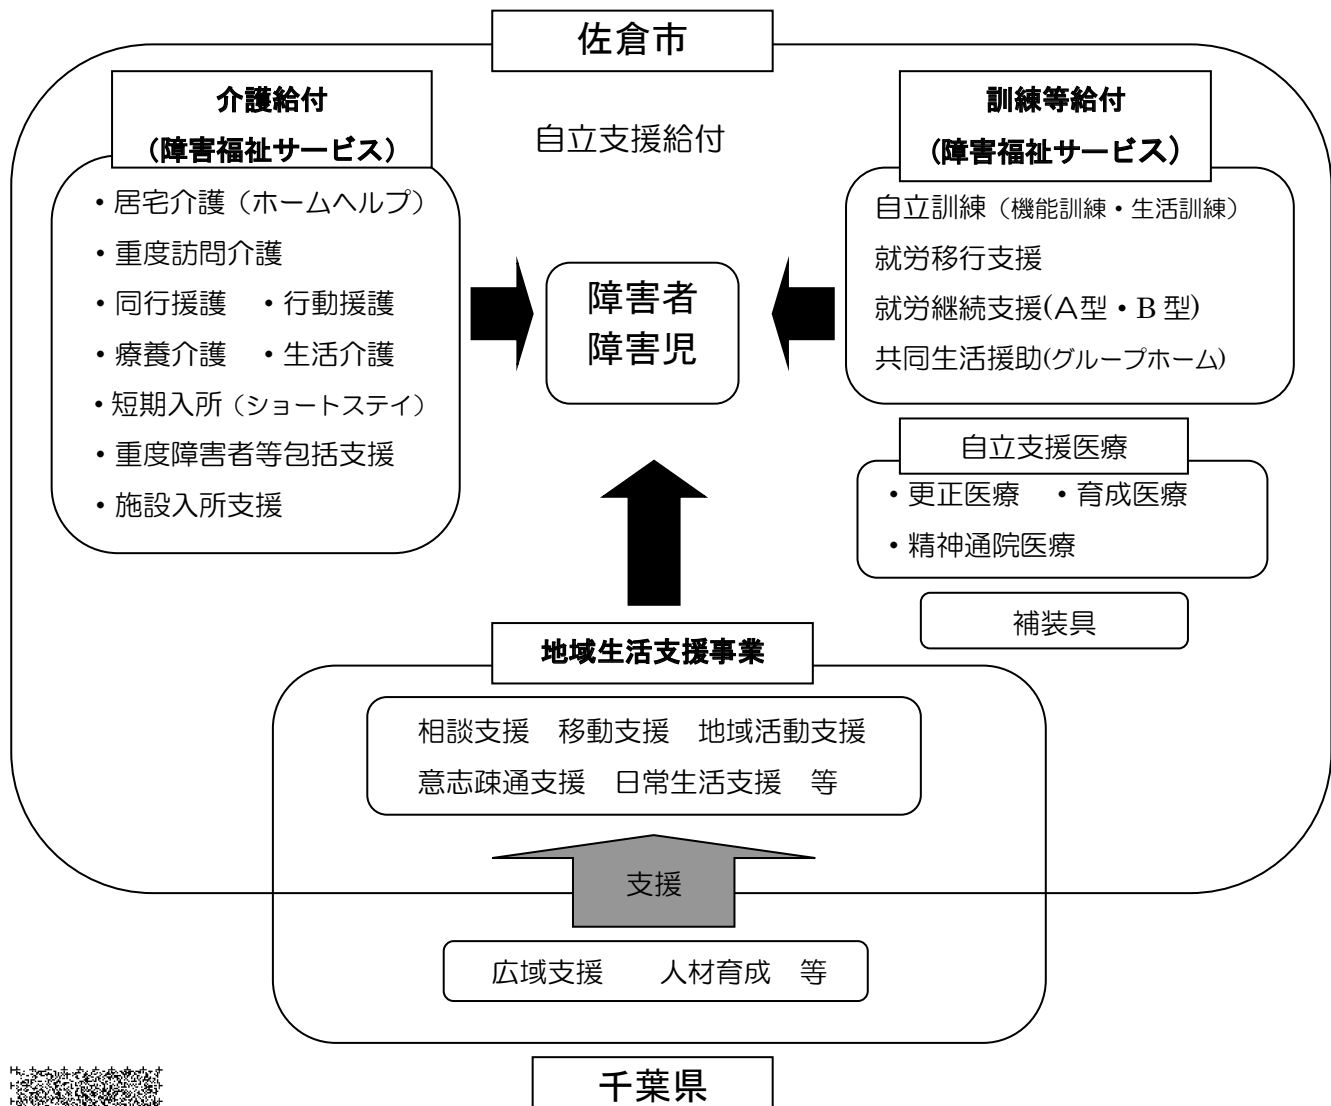 佐倉市
介護給付
（障害福祉サービス）
・居宅介護（ホームヘルプ）
・重度訪問介護
・同行援護　・行動援護
・療養介護　・生活介護
・短期入所（ショートステイ）
・重度障害者等包括支援
・施設入所支援
自立支援給付
障害者
障害児
訓練等給付
（障害福祉サービス）
自立訓練（機能訓練・生活訓練）
就労移行支援
就労継続支援(A型・B型)
共同生活援助(グループホーム)
自立支援医療
・更正医療　・育成医療
・精神通院医療
補装具
地域生活支援事業
相談支援　移動支援　地域活動支援
意志疎通支援　日常生活支援　等
支援
広域支援　　人材育成　等
千葉県